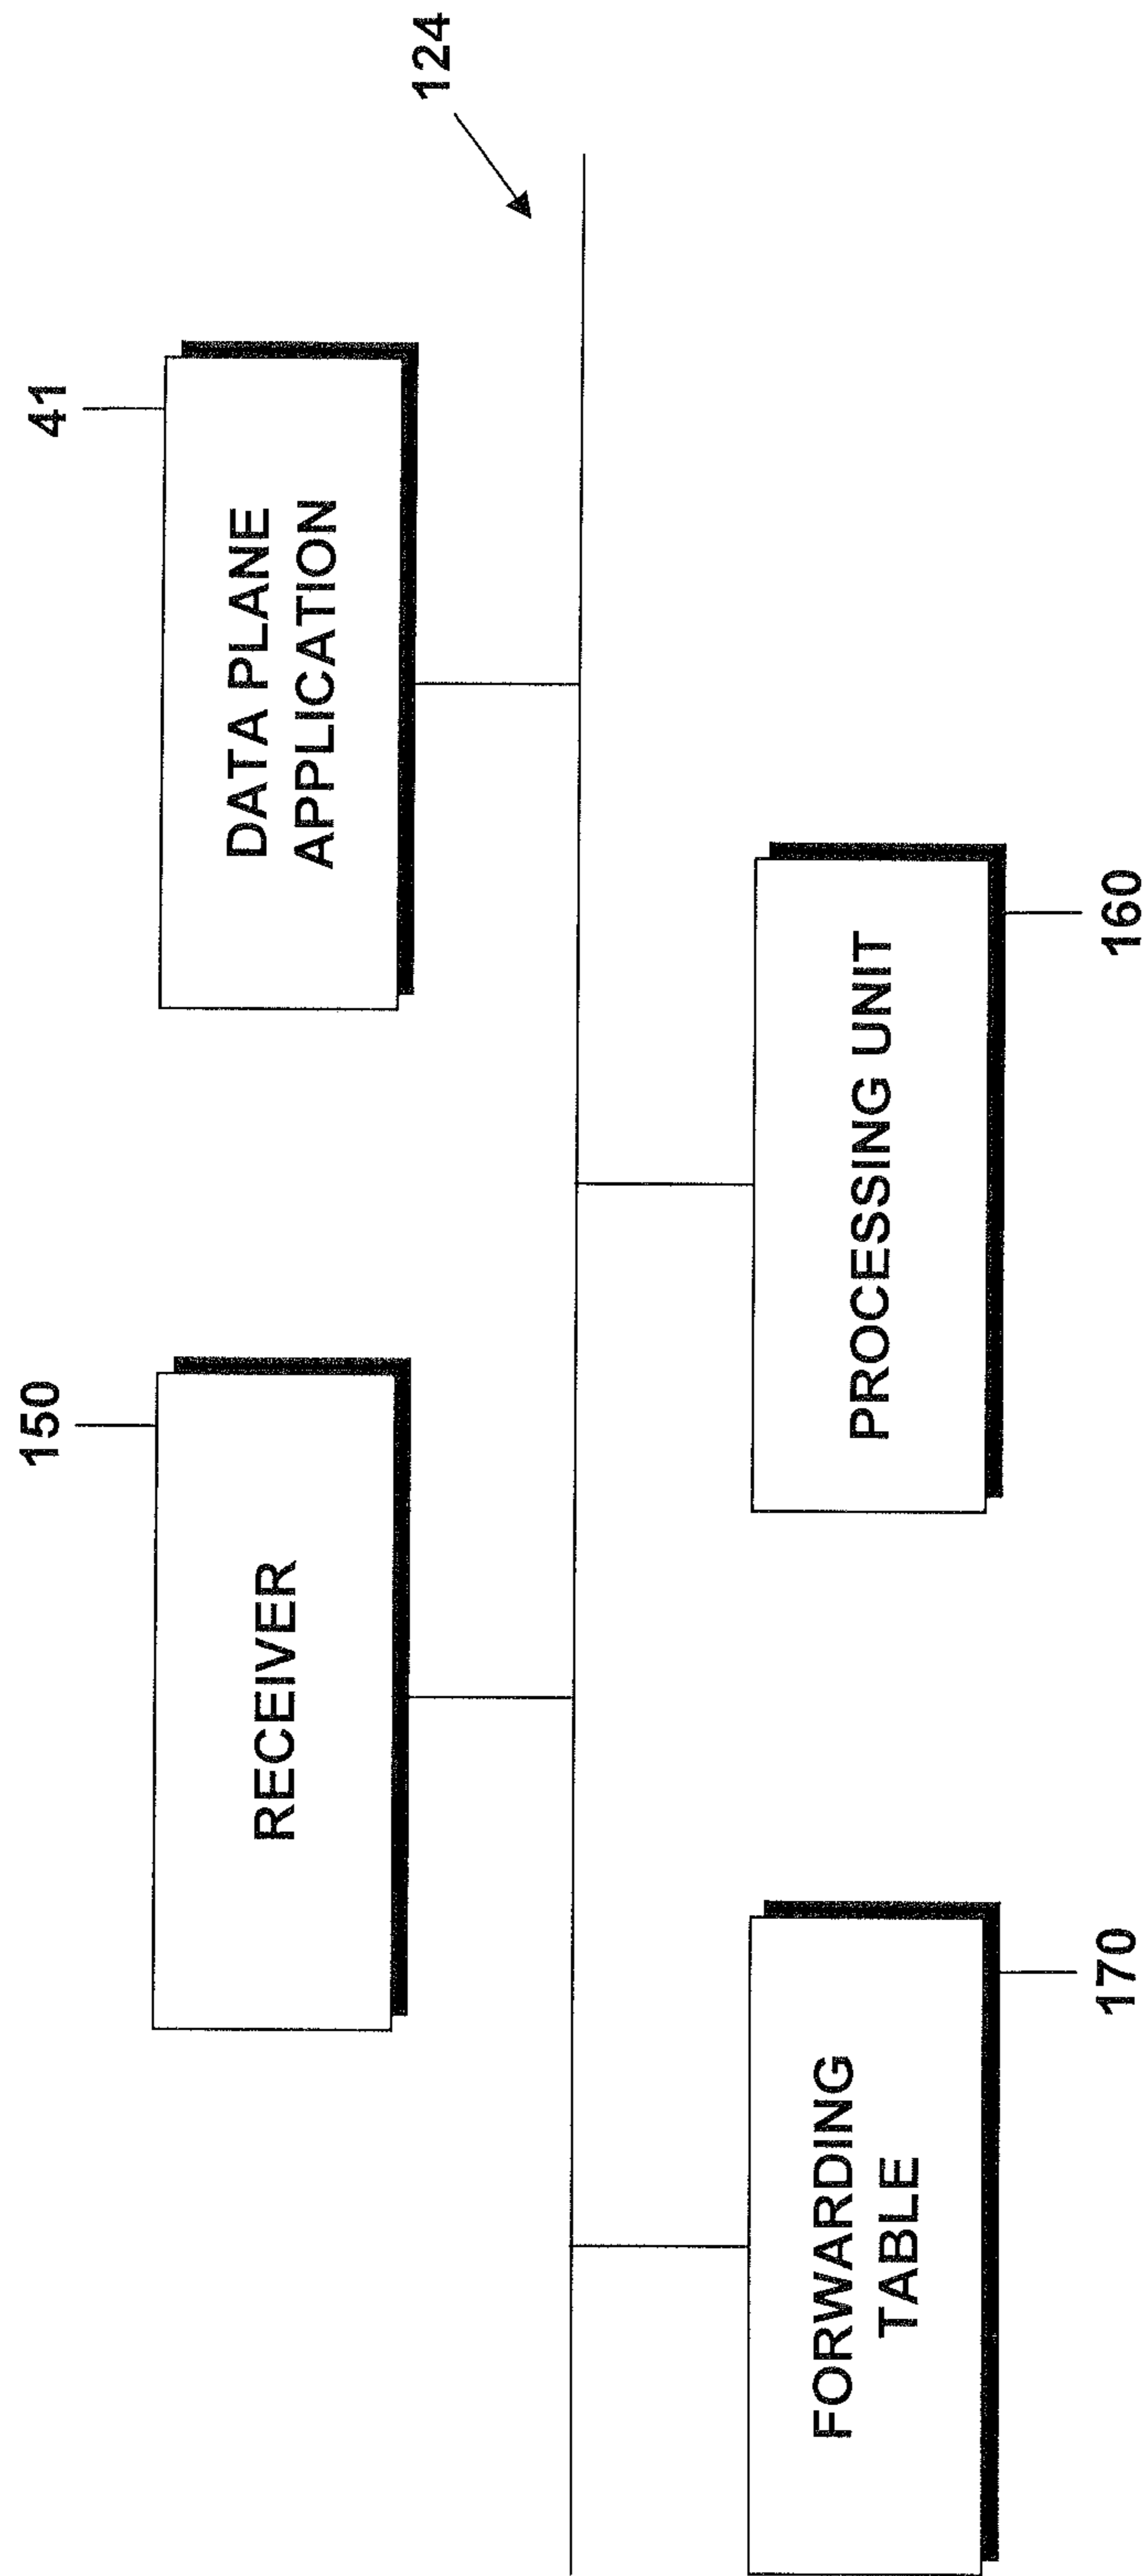 150
RECEIVER
41
DATA PLANE
APPLICATION
124
FORWARDING
TABLE
170
PROCESSING UNIT
160